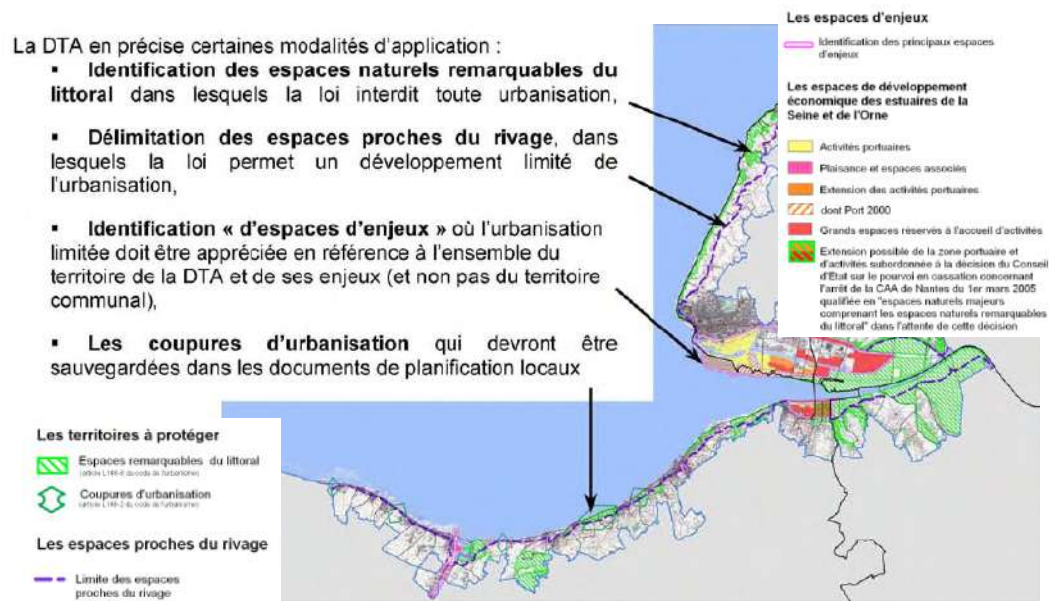 La DTA en précise certaines modalités d'application :
▪ Identification des espaces naturels remarquables du
littoral dans lesquels la loi interdit toute urbanisation,
▪ Délimitation des espaces proches du rivage, dans
lesquels la loi permet un développement limité de
l'urbanisation,
▪ Identification « d'espaces d'enjeux » où l'urbanisation
limitée doit être appréciée en référence à l'ensemble du
territoire de la DTA et de ses enjeux (et non pas du territoire
communal),
▪ Les coupures d'urbanisation qui devront être
sauvegardées dans les documents de planification locaux
Les espaces d'enjeux
Identification des principaux espaces
d'enjeux
Les espaces de développement
économique des estuaires de la
Seine et de l'Orne
Activités portuaires
Plaisance et espaces associés
Extension des activités portuaires
dont Port 2000
Grands espaces réservés à l'accueil d'activités
Extension possible de la zone portuaire et
d'activités subordonnée à la décision du Conseil
d'Etat sur le pourvoi en cassation concernant
l'arrêt de la CAA de Nantes du 1er mars 2005
qualifiée en "espaces naturels majeurs
comprenant les espaces naturels remarquables
du littoral" dans l'attente de cette décision
Les territoires à protéger
Espaces remarquables du littoral
Coupures d'urbanisation
Les espaces proches du rivage
Limite des espaces
proches du rivage